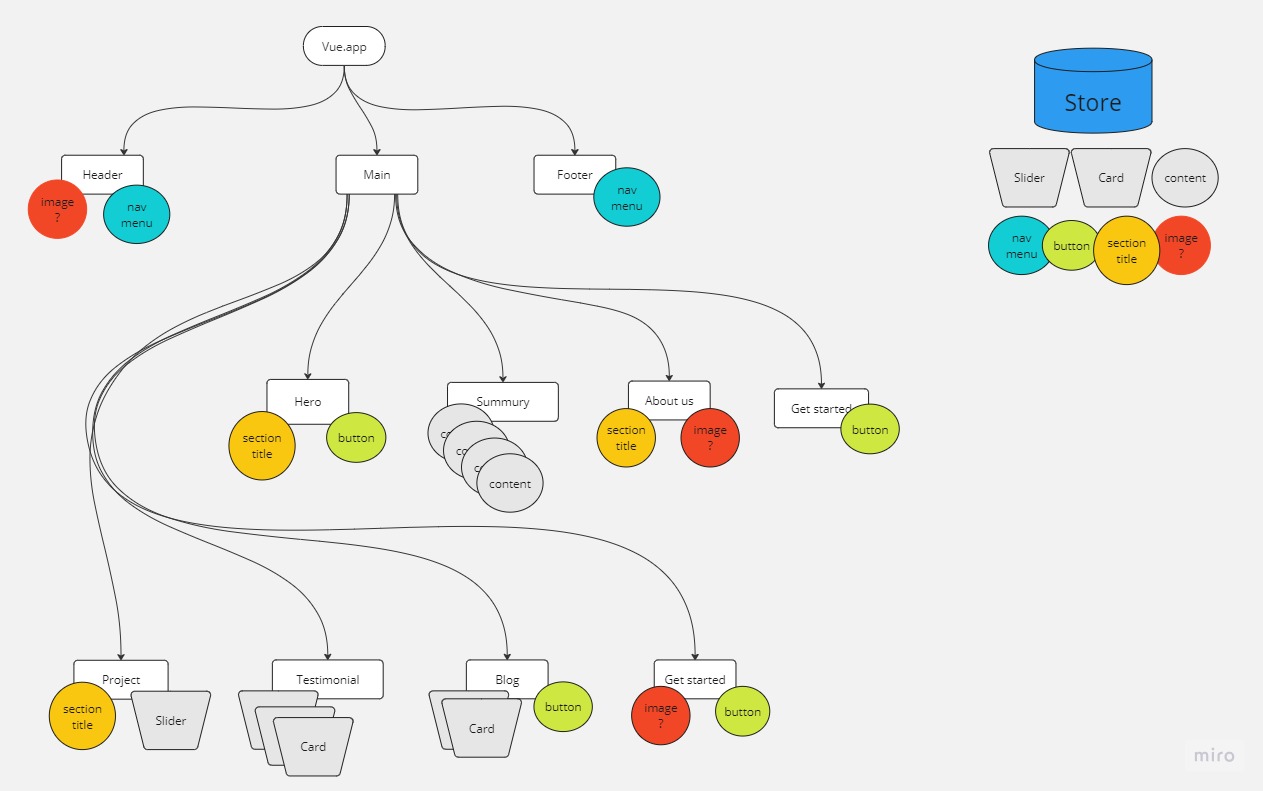 Vue.app
Store
Header
Main
Footer
image
?
nav
menu
nav
menu
Slider
Card
content
nav
menu
button
section
title
image
?
Hero
Summury
About us
Get started
section
title
button
co
co
c
content
section
title
image
?
button
Project
Testimonial
Blog
Get started
section
title
Slider
Card
Card
button
image
?
button
miro